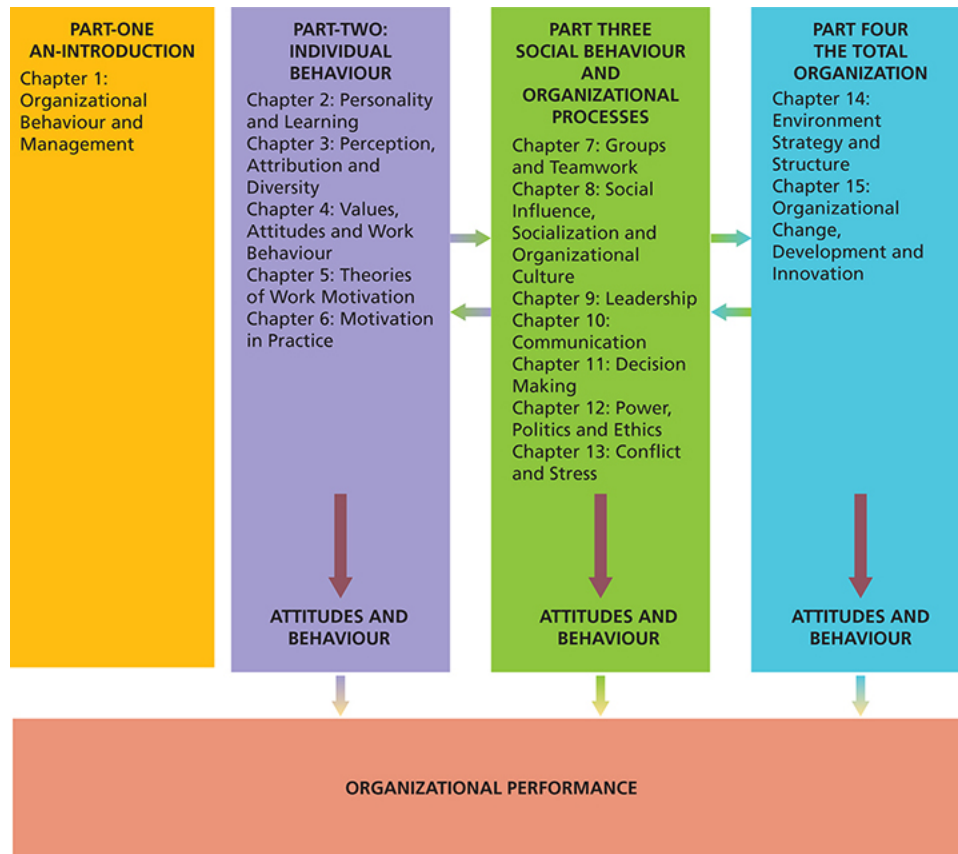 PART-ONE
AN-INTRODUCTION
Chapter 1:
Organizational
Behaviour and
Management
PART-TWO:
INDIVIDUAL
BEHAVIOUR
Chapter 2: Personality
and Learning
Chapter 3: Perception,
Attribution and
Diversity
Chapter 4: Values,
Attitudes and Work
Behaviour
Chapter 5: Theories
of Work Motivation
Chapter 6: Motivation
in Practice
ATTITUDES AND
BEHAVIOUR
PART THREE
SOCIAL BEHAVIOUR
AND
ORGANIZATIONAL
PROCESSES
Chapter 7: Groups
and Teamwork
Chapter 8: Social
Influence,
Socialization and
Organizational
Culture
Chapter 9: Leadership
Chapter 10:
Communication
Chapter 11: Decision
Making
Chapter 12: Power,
Politics and Ethics
Chapter 13: Conflict
and Stress
ATTITUDES AND
BEHAVIOUR
PART FOUR
THE TOTAL
ORGANIZATION
Chapter 14:
Environment
Strategy and
Structure
Chapter 15:
Organizational
Change,
Development and
Innovation
ATTITUDES AND
BEHAVIOUR
ORGANIZATIONAL PERFORMANCE